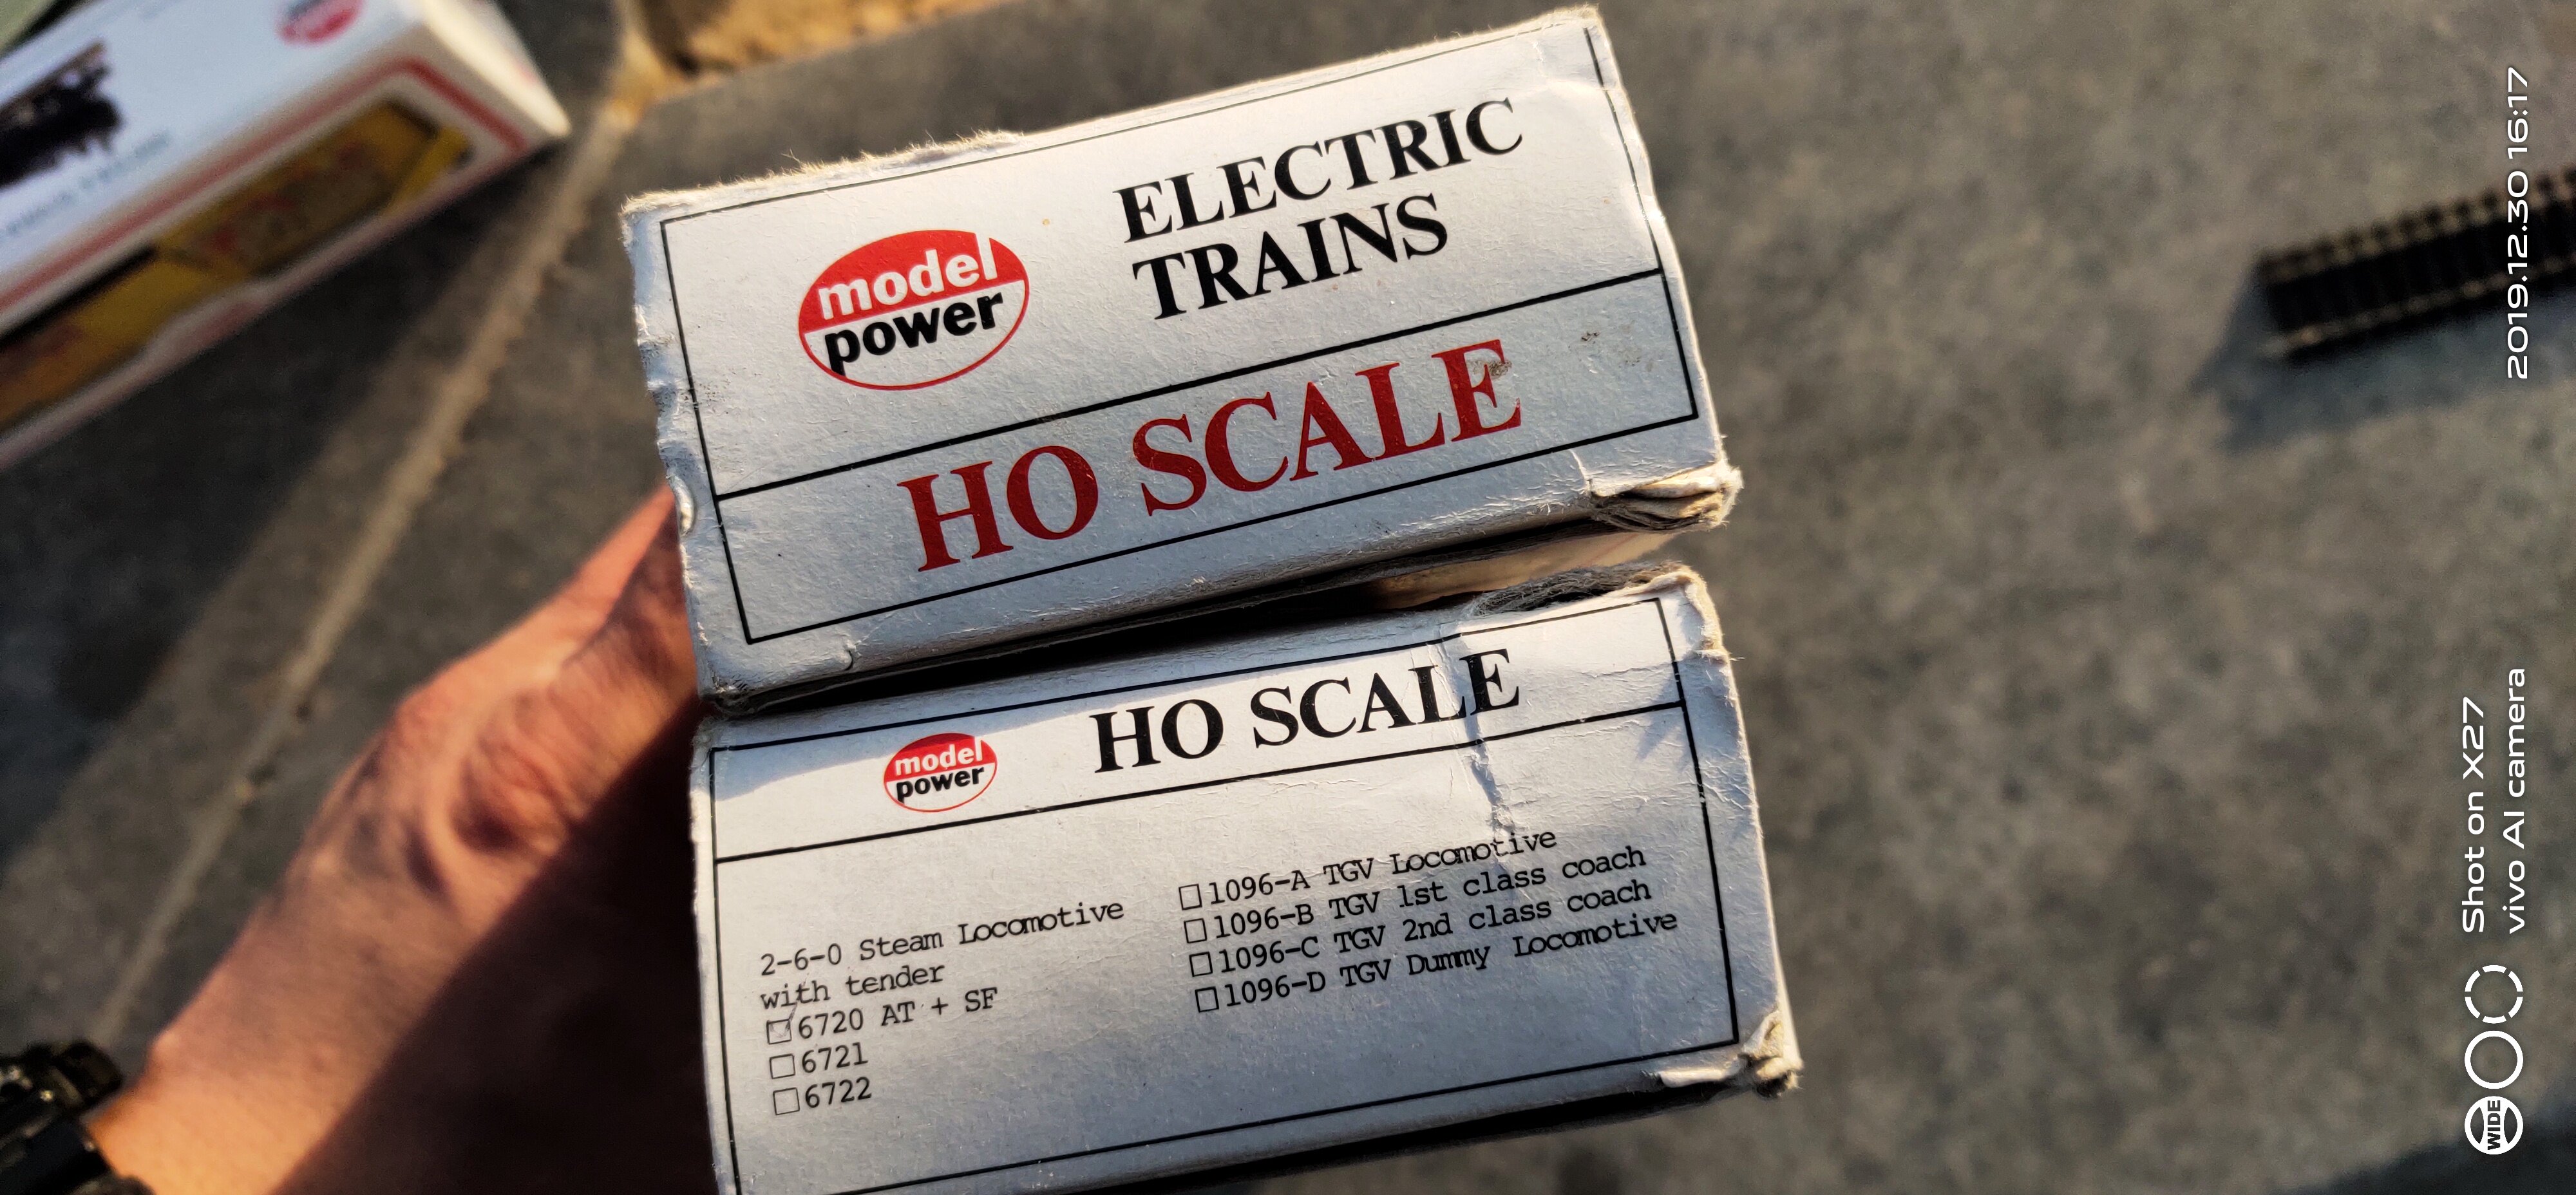 model
power
ELECTRIC
TRAINS
HO SCALE
model
power
HO SCALE
2-6-0 Steam Locomotive
with tender
6720 AT + SF
6721
6722
1096-A TGV Locomotive
1096-B TGV 1st class coach
1096-C TGV 2nd class coach
1096-D TGV Dummy Locomotive
2019.12.30 16:17
Shot on X27
vivo AI camera
WIDE